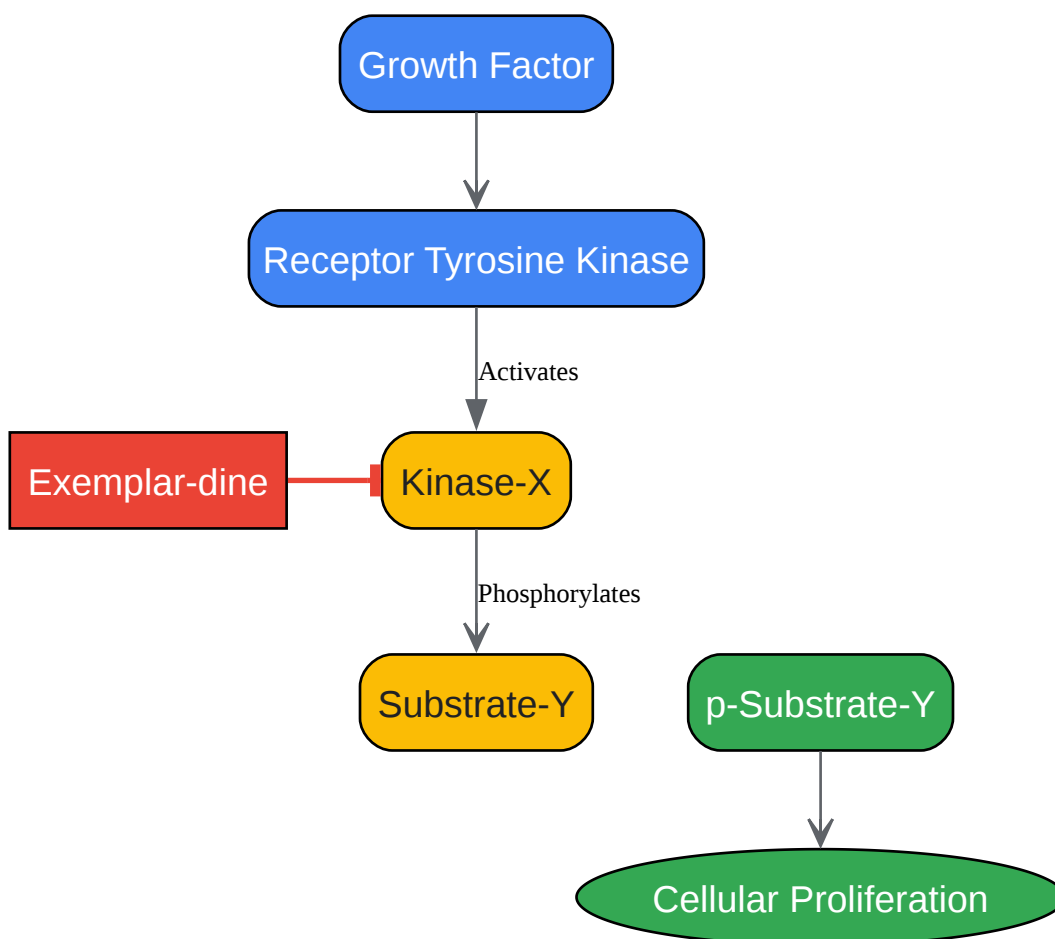 Growth Factor
Receptor Tyrosine Kinase
Activates
Exemplar-dine
Kinase-X
Phosphorylates
Substrate-Y
p-Substrate-Y
Cellular Proliferation